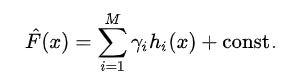 F̂(x) = ∑_{i=1}^{M} γ_i h_i(x) + const.